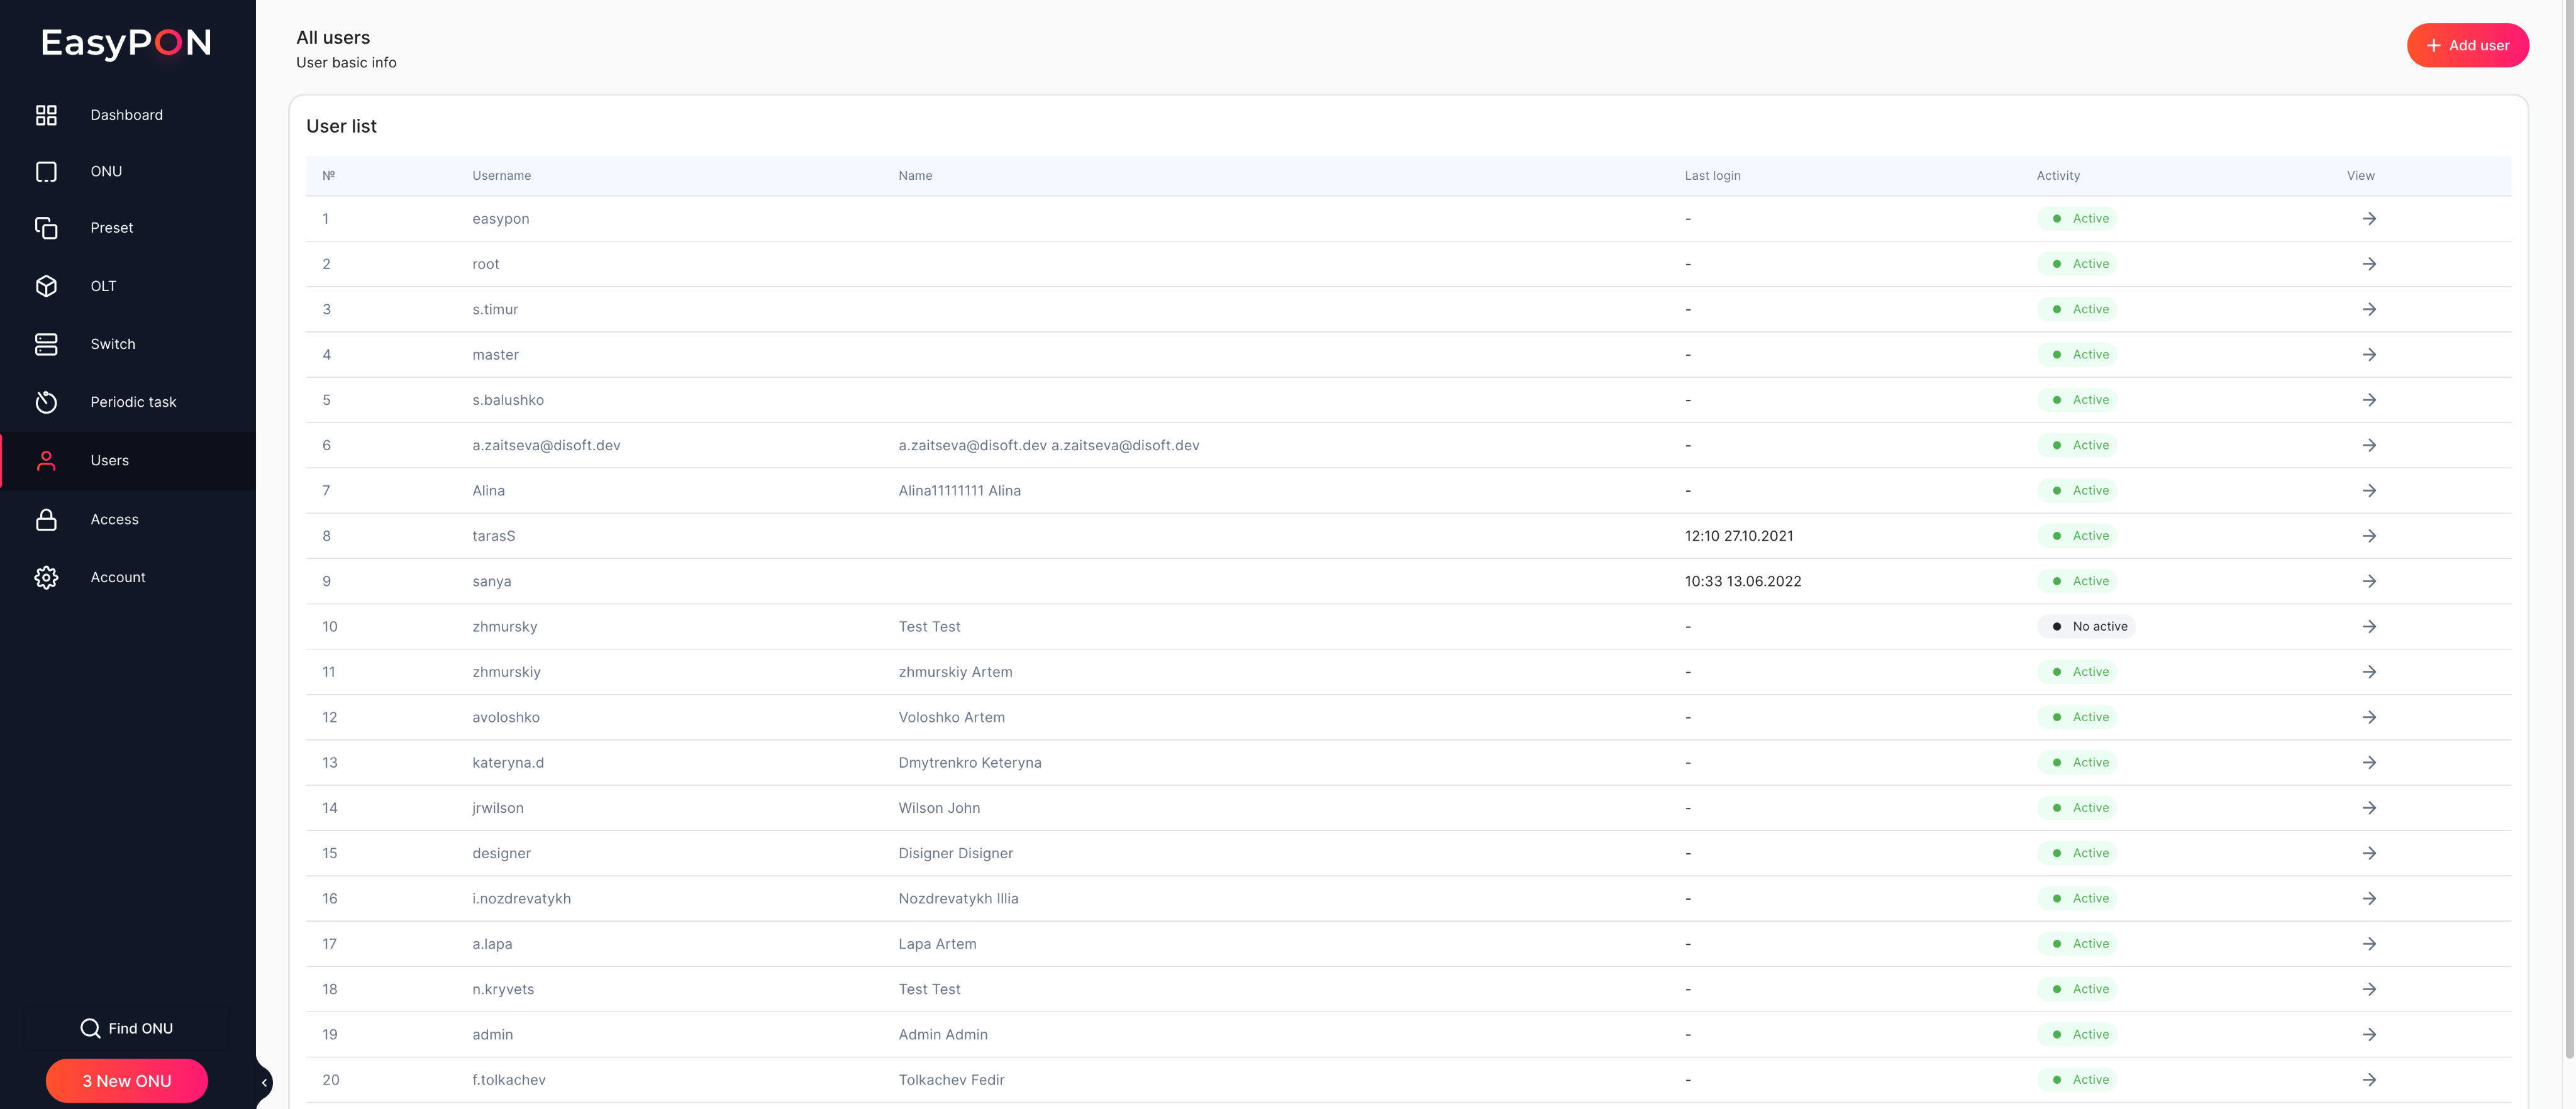 EasyPON
Dashboard
ONU
Preset
OLT
Switch
Periodic task
Users
Access
Account
Find ONU
3 New ONU
All users
User basic info
Add user
User list
№ Username Name Last login Activity View
1 easypon - Active
2 root - Active
3 s.timur - Active
4 master - Active
5 s.balushko - Active
6 a.zaitseva@disoft.dev a.zaitseva@disoft.dev a.zaitseva@disoft.dev - Active
7 Alina Alina11111111 Alina - Active
8 tarasS 12:10 27.10.2021 Active
9 sanya 10:33 13.06.2022 Active
10 zhmursky Test Test - No active
11 zhmurskiy zhmurskiy Artem - Active
12 avoloshko Voloshko Artem - Active
13 kateryna.d Dmytrenkro Keteryna - Active
14 jrwilson Wilson John - Active
15 designer Disigner Disigner - Active
16 i.nozdrevatykh Nozdrevatykh Illia - Active
17 a.lapa Lapa Artem - Active
18 n.kryvets Test Test - Active
19 admin Admin Admin - Active
20 f.tolkachev Tolkachev Fedir - Active